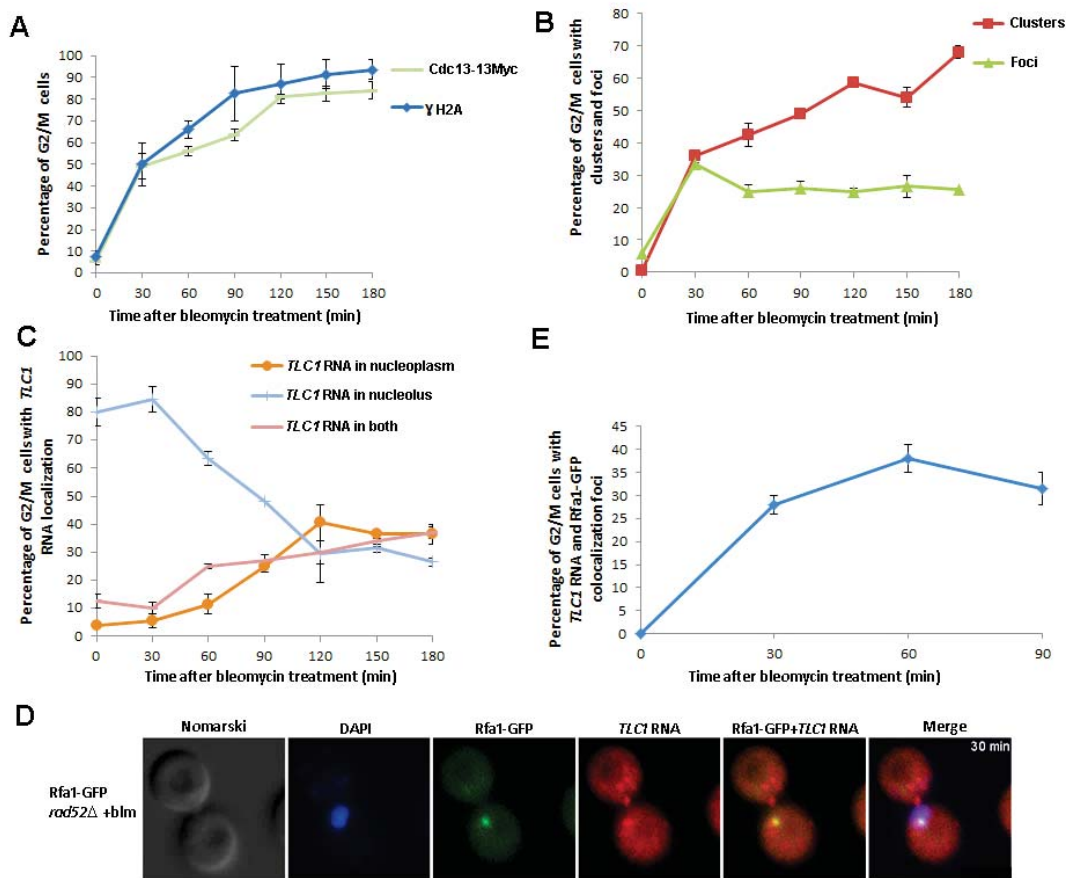 A
Percentage of G2/M cells
100
90
80
70
60
50
40
30
20
10
0
0 30 60 90 120 150 180
Time after bleomycin treatment (min)
Cdc13-13Myc
ɣ H2A
B
Percentage of G2/M cells with
clusters and foci
80
70
60
50
40
30
20
10
0
0 30 60 90 120 150 180
Time after bleomycin treatment (min)
Clusters
Foci
C
Percentage of G2/M cells with TLC1
RNA localization
100
90
80
70
60
50
40
30
20
10
0
0 30 60 90 120 150 180
Time after bleomycin treatment (min)
TLC1 RNA in nucleoplasm
TLC1 RNA in nucleolus
TLC1 RNA in both
E
Percentage of G2/M cells with
TLC1 RNA and Rfa1-GFP
colocalization foci
45
40
35
30
25
20
15
10
5
0
0 30 60 90
Time after bleomycin treatment (min)
D
Nomarski DAPI Rfa1-GFP TLC1 RNA Rfa1-GFP+TLC1 RNA Merge
30 min
Rfa1-GFP
rad52Δ +blm